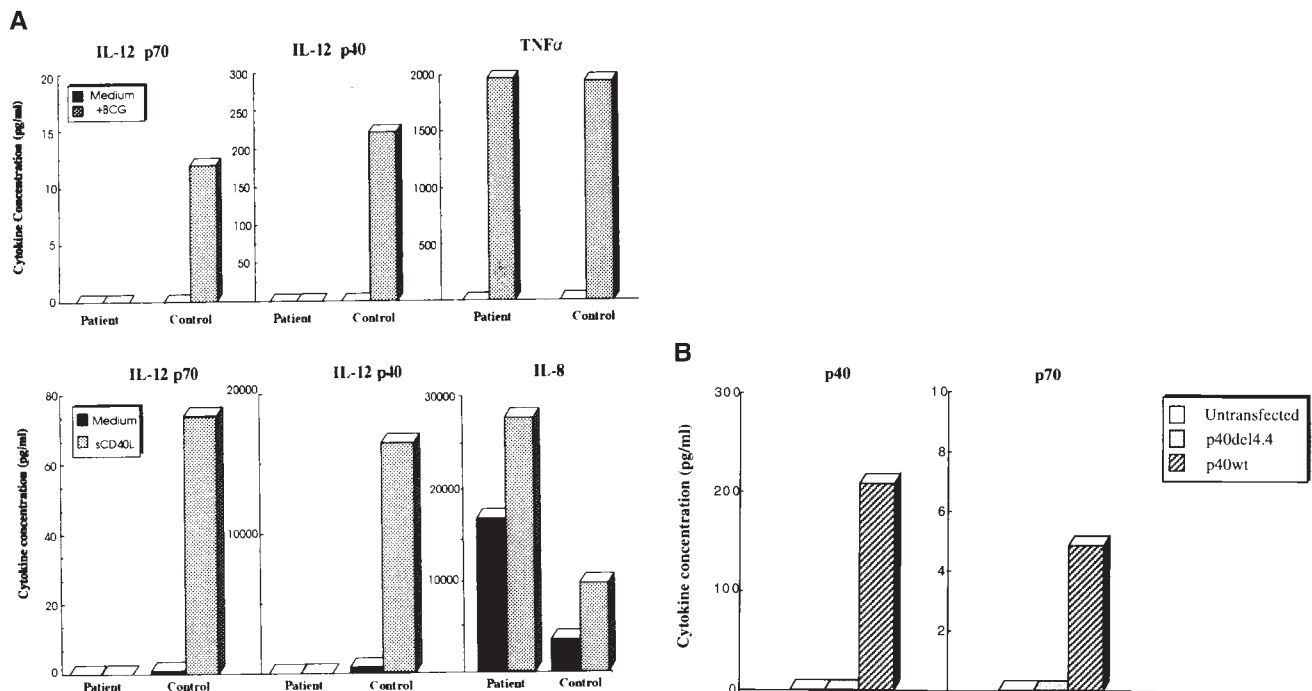 A
IL-12 p70
IL-12 p40
TNFα
Cytokine Concentration (pg/ml)
20
15
10
5
0
Medium
+BCG
300
250
200
150
100
50
2000
1500
1000
500
Patient
Control
Patient
Control
Patient
Control
IL-12 p70
IL-12 p40
IL-8
Cytokine concentration (pg/ml)
80
60
40
20
0
Medium
sCD40L
20000
10000
30000
20000
10000
Patient
Control
Patient
Control
Patient
Control
B
p40
p70
Cytokine concentration (pg/ml)
300
200
100
0
10
8
6
4
2
Untransfected
p40del4.4
p40wt